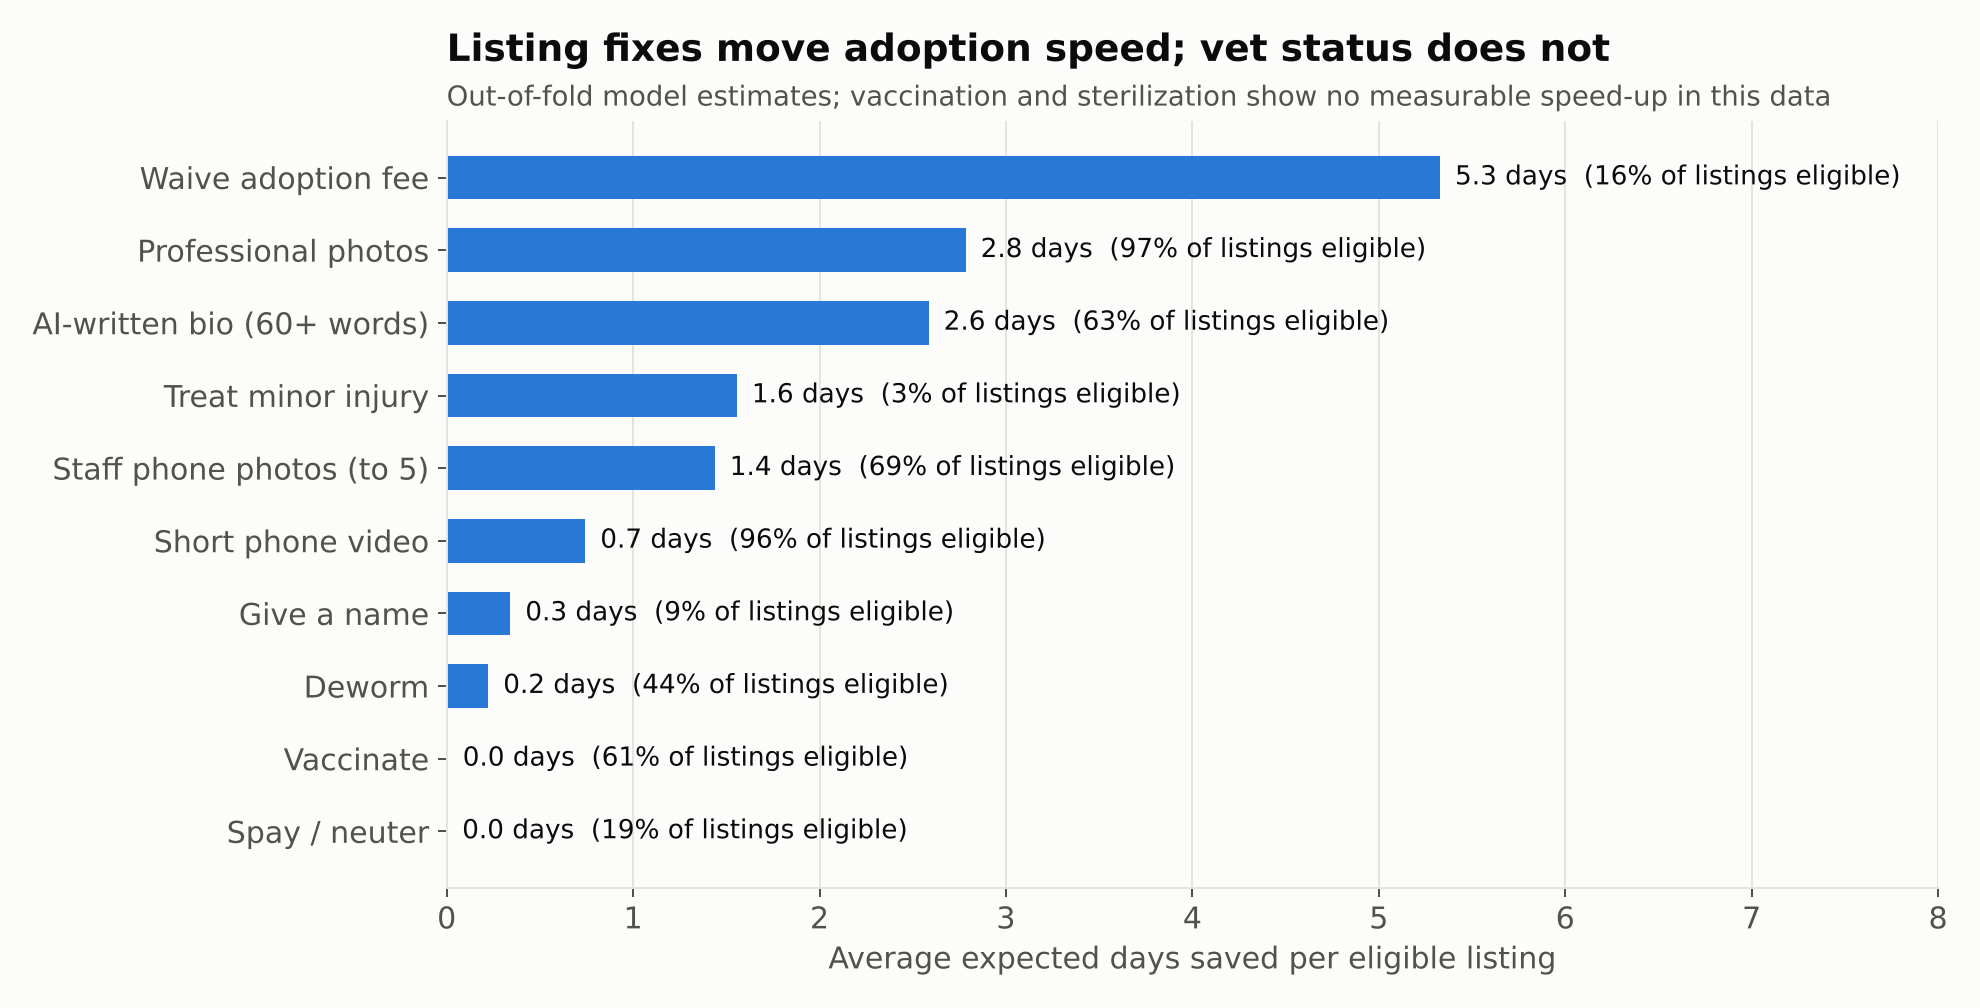 Listing fixes move adoption speed; vet status does not
Out-of-fold model estimates; vaccination and sterilization show no measurable speed-up in this data
Waive adoption fee 5.3 days (16% of listings eligible)
Professional photos 2.8 days (97% of listings eligible)
AI-written bio (60+ words) 2.6 days (63% of listings eligible)
Treat minor injury 1.6 days (3% of listings eligible)
Staff phone photos (to 5) 1.4 days (69% of listings eligible)
Short phone video 0.7 days (96% of listings eligible)
Give a name 0.3 days (9% of listings eligible)
Deworm 0.2 days (44% of listings eligible)
Vaccinate 0.0 days (61% of listings eligible)
Spay / neuter 0.0 days (19% of listings eligible)
0 1 2 3 4 5 6 7 8
Average expected days saved per eligible listing